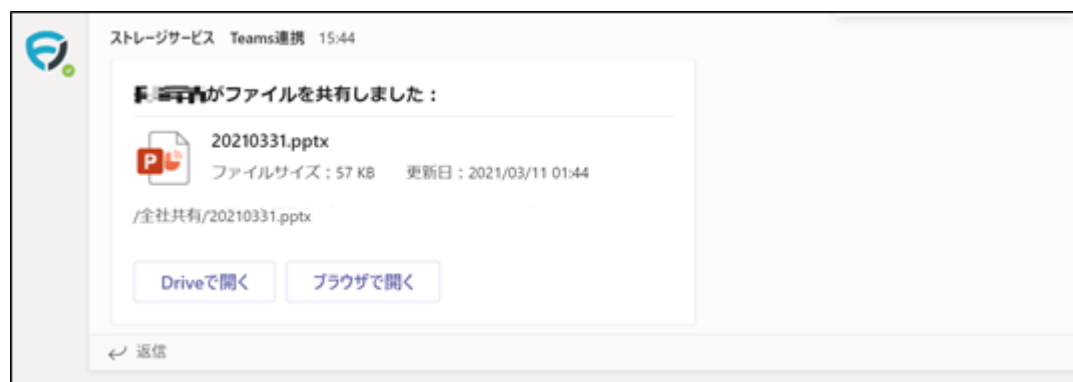 ストレージサービス Teams連携 15:44
がファイルを共有しました：
20210331.pptx
ファイルサイズ：57 KB 更新日：2021/03/11 01:44
/全社共有/20210331.pptx
Driveで開く ブラウザで開く
返信